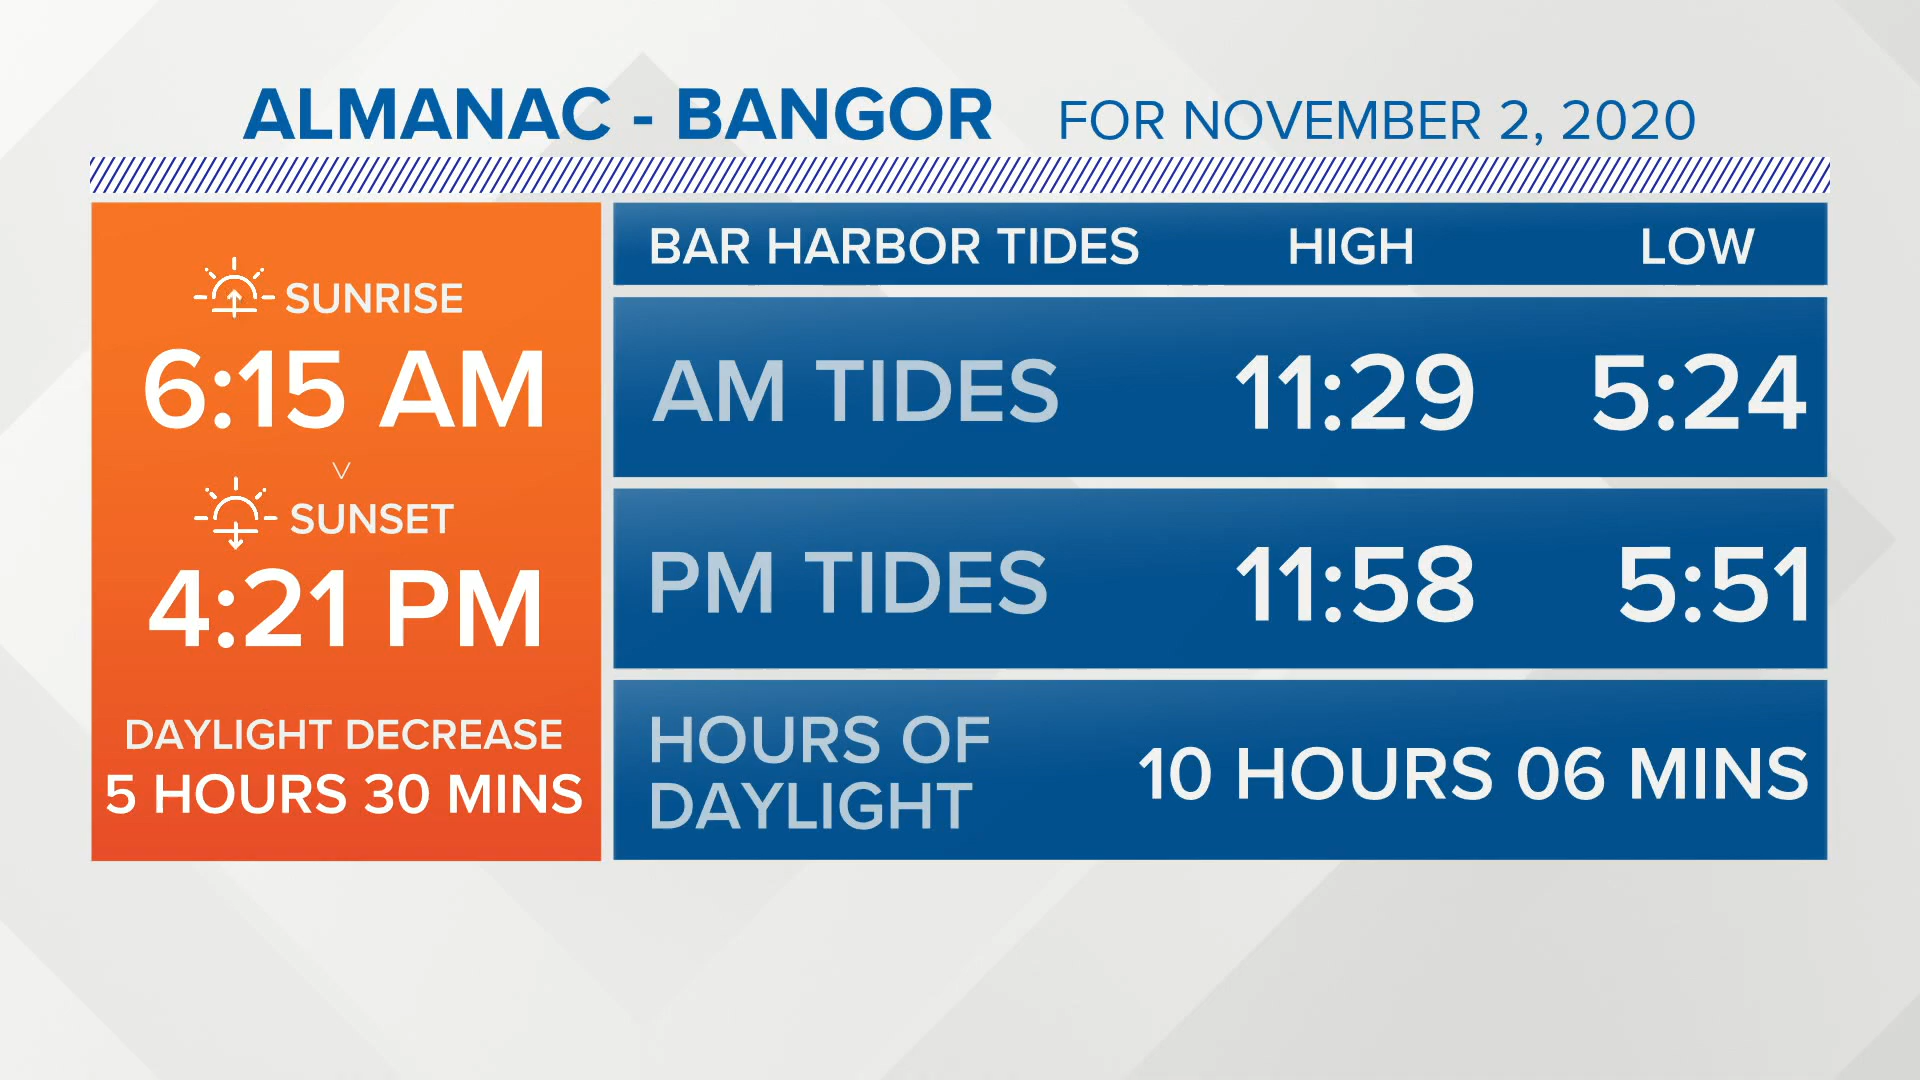 ALMANAC - BANGOR FOR NOVEMBER 2, 2020
SUNRISE
6:15 AM
SUNSET
4:21 PM
DAYLIGHT DECREASE
5 HOURS 30 MINS
BAR HARBOR TIDES HIGH LOW
AM TIDES 11:29 5:24
PM TIDES 11:58 5:51
HOURS OF
DAYLIGHT
10 HOURS 06 MINS